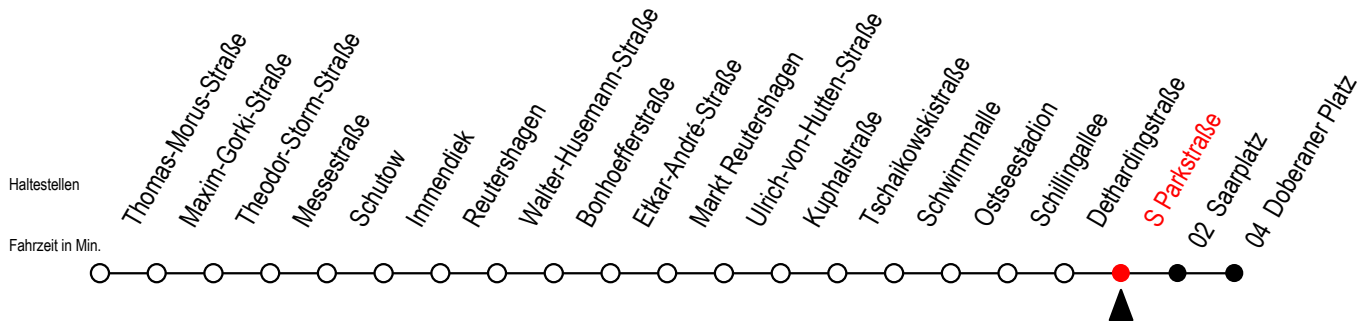 Haltestellen
Thomas-Morus-Straße
Maxim-Gorki-Straße
Theodor-Storm-Straße
Messestraße
Schutow
Immendiek
Reutershagen
Walter-Husemann-Straße
Bonhoefferstraße
Etkar-André-Straße
Markt Reutershagen
Ulrich-von-Hutten-Straße
Kuphalstraße
Tschaikowskistraße
Schwimmhalle
Ostseestadion
Schillingallee
Dethardingstraße
S Parkstraße
02 Saarplatz
04 Doberaner Platz
Fahrzeit in Min.